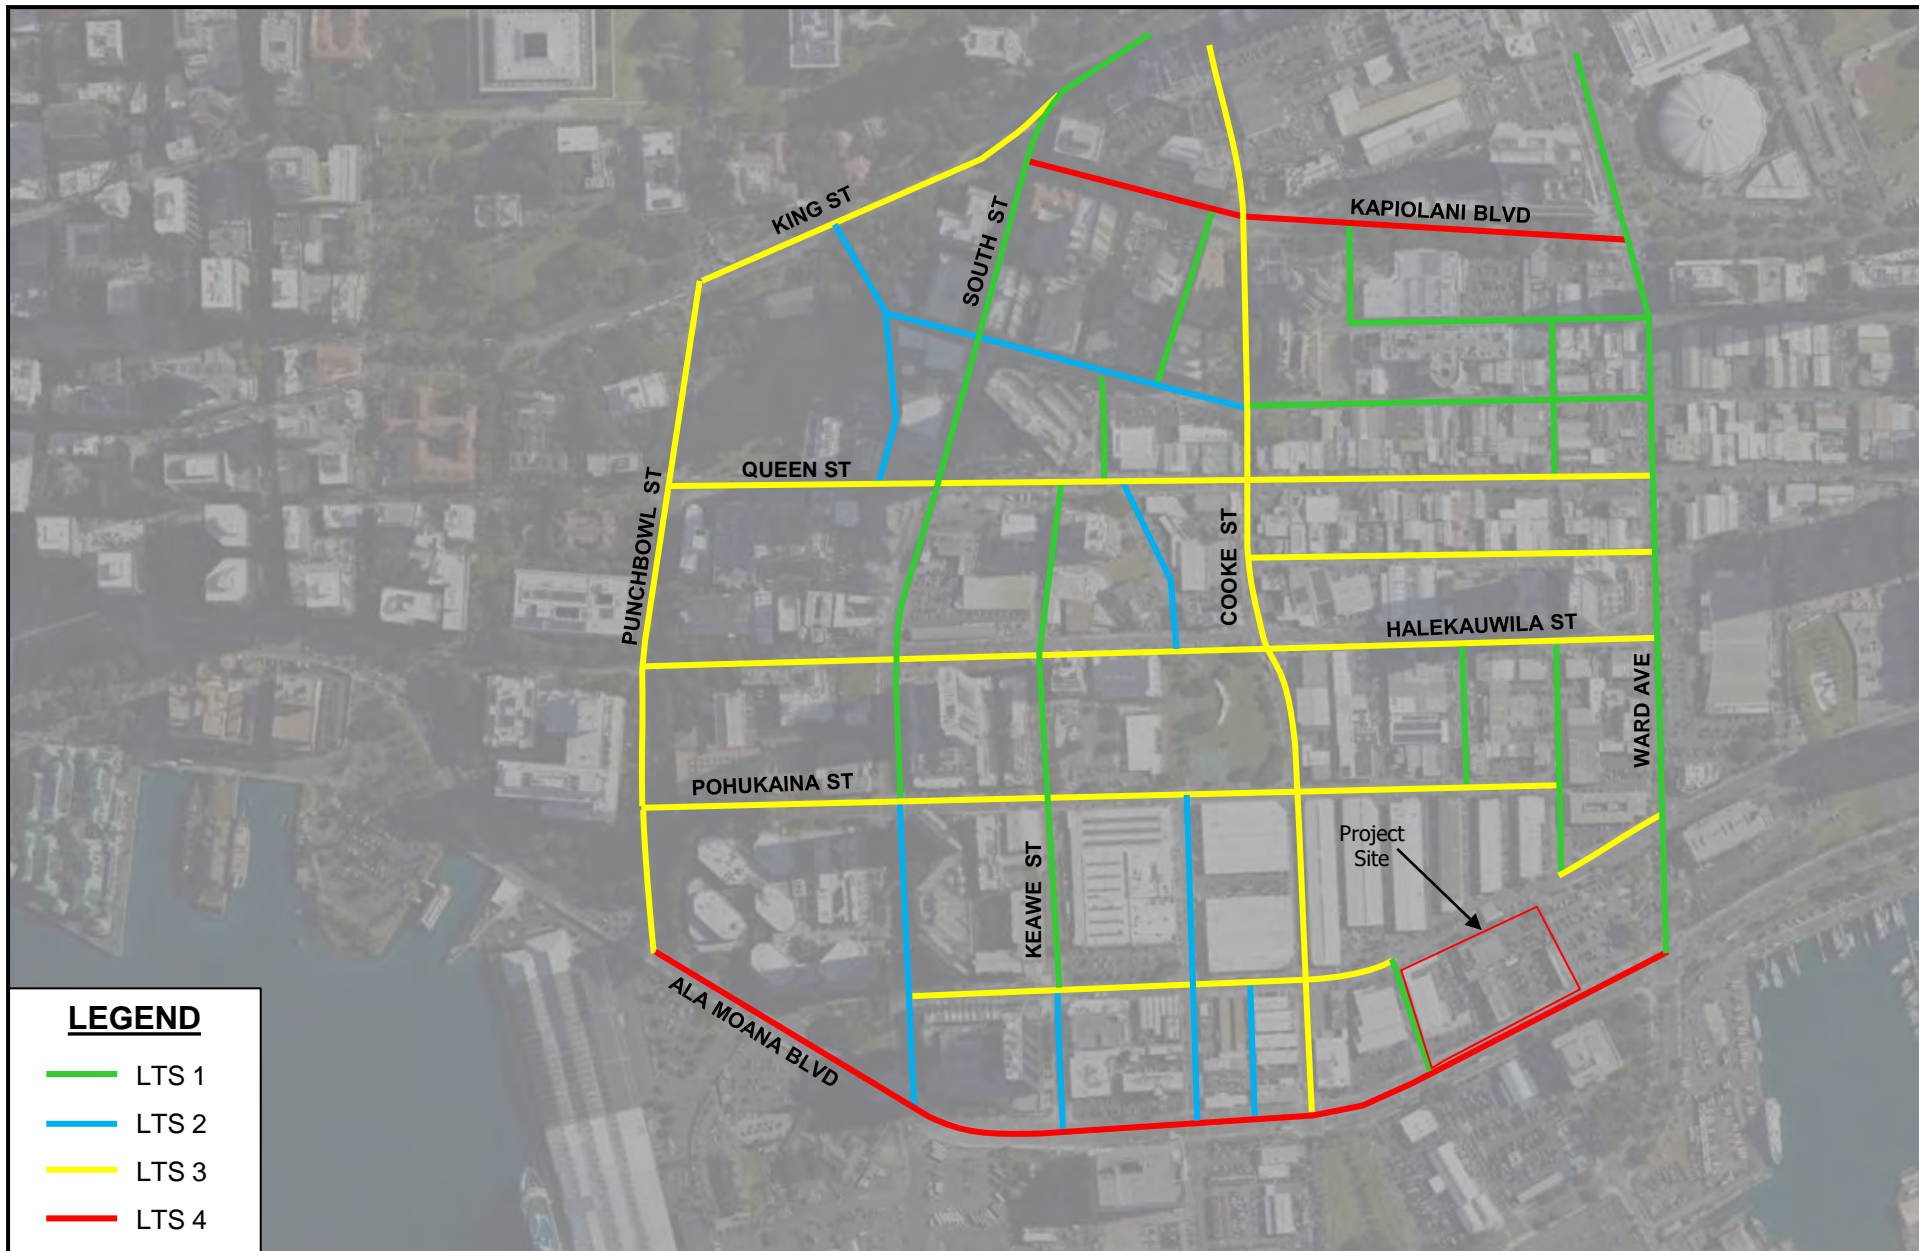 KING ST
SOUTH ST
KAPIOLANI BLVD
QUEEN ST
PUNCHBOWL ST
COOKE ST
HALEKAUWILA ST
WARD AVE
POHUKAINA ST
Project
Site
KEAWE ST
ALA MOANA BLVD
LEGEND
LTS 1
LTS 2
LTS 3
LTS 4